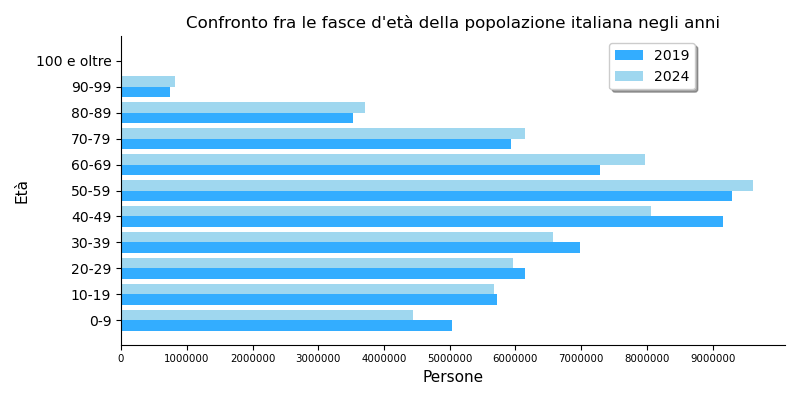 Confronto fra le fasce d'età della popolazione italiana negli anni
2019
2024
Età
100 e oltre
90-99
80-89
70-79
60-69
50-59
40-49
30-39
20-29
10-19
0-9
0 1000000 2000000 3000000 4000000 5000000 6000000 7000000 8000000 9000000
Persone